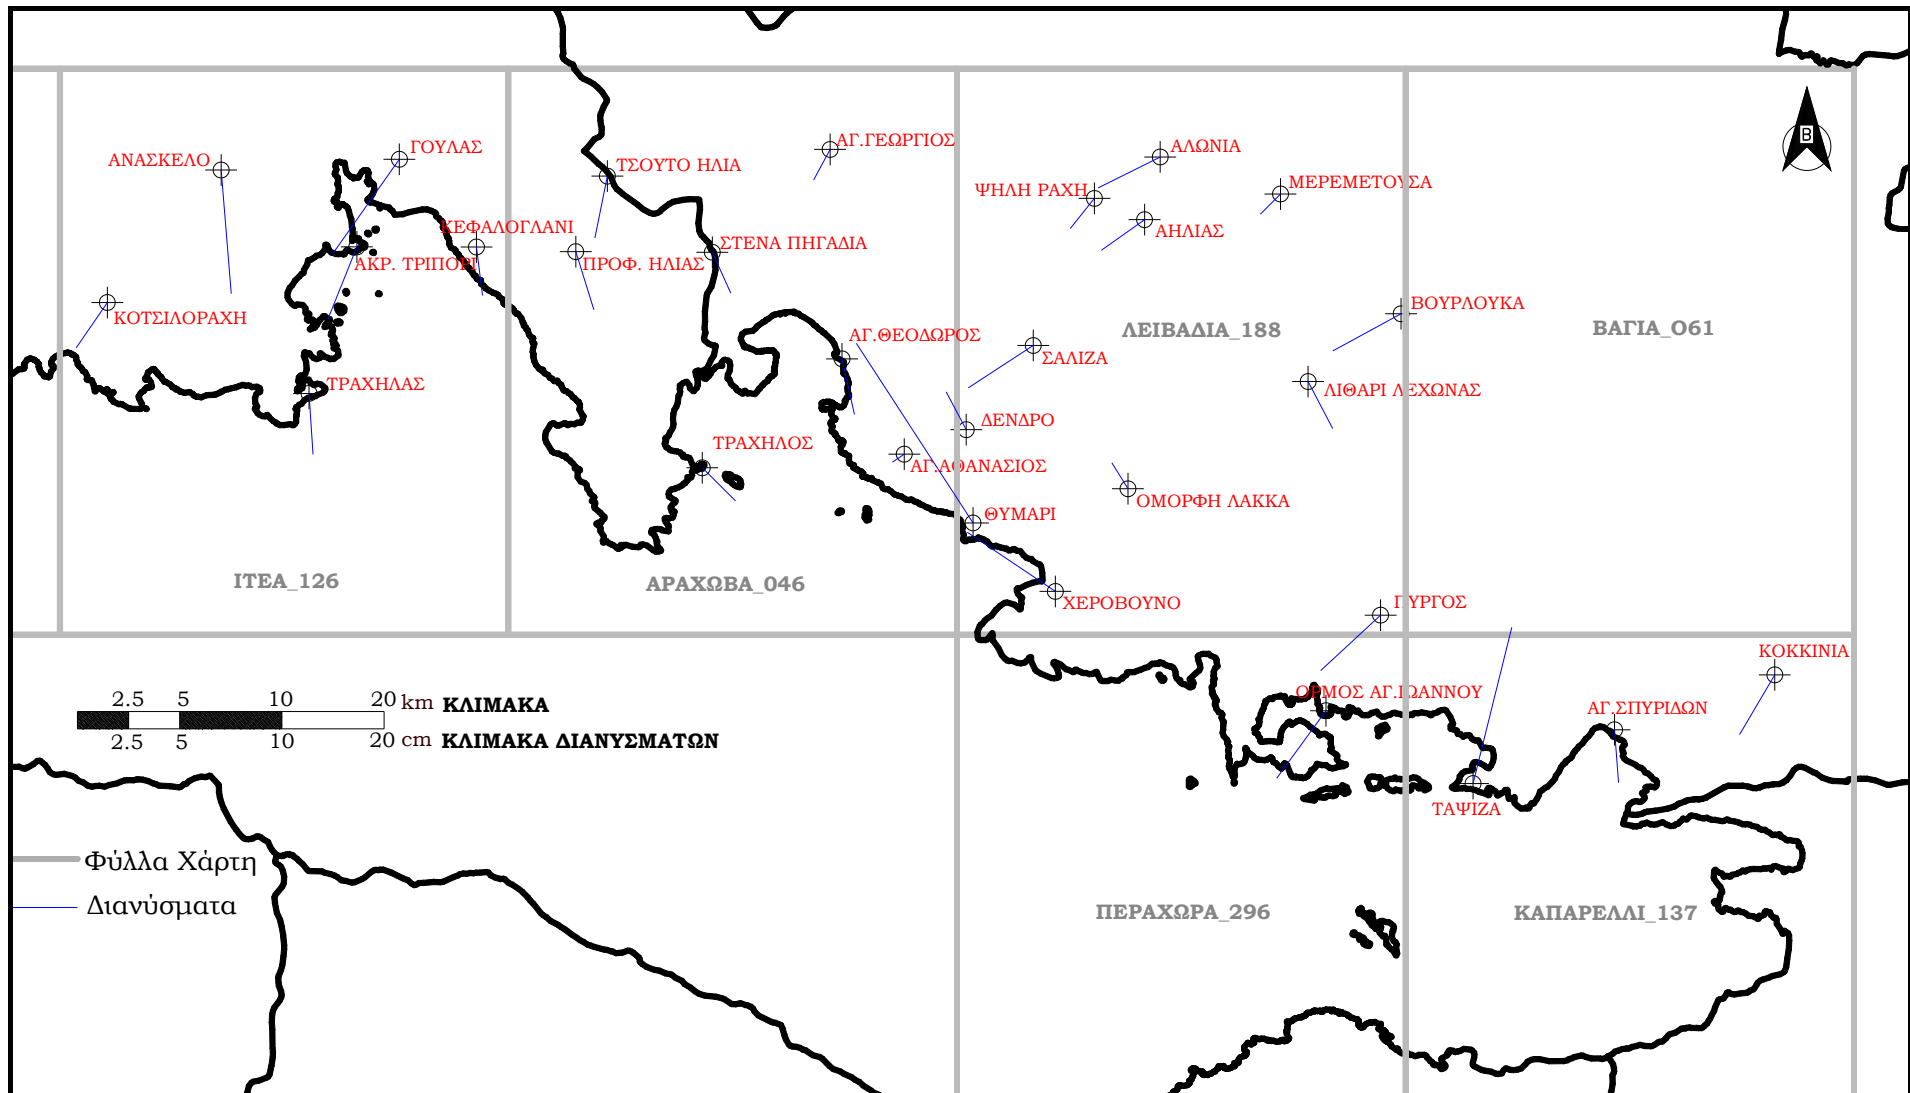 ΑΓ.ΓΕΩΡΓΙΟΣ
Β
ΓΟΥΛΑΣ
ΑΛΩΝΙΑ
ΑΝΑΣΚΕΛΟ
ΤΣΟΥΤΟ ΗΛΙΑ
ΜΕΡΕΜΕΤΟΥΣΑ
ΨΗΛΗ ΡΑΧΗ
ΚΕΦΑΛΟΓΛΑΝΙ
ΑΗΛΙΑΣ
ΣΤΕΝΑ ΠΗΓΑΔΙΑ
ΑΚΡ. ΤΡΙΠΟΡΙ
ΠΡΟΦ. ΗΛΙΑΣ
ΒΟΥΡΛΟΥΚΑ
ΚΟΤΣΙΛΟΡΑΧΗ
ΛΕΙΒΑΔΙΑ_188
ΒΑΓΙΑ_Ο61
ΑΓ.ΘΕΟΔΩΡΟΣ
ΣΑΛΙΖΑ
ΤΡΑΧΗΛΑΣ
ΛΙΘΑΡΙ ΛΕΧΩΝΑΣ
ΔΕΝΔΡΟ
ΤΡΑΧΗΛΟΣ
ΑΓ.ΑΘΑΝΑΣΙΟΣ
ΟΜΟΡΦΗ ΛΑΚΚΑ
ΘΥΜΑΡΙ
ΙΤΕΑ_126
ΑΡΑΧΩΒΑ_046
ΧΕΡΟΒΟΥΝΟ
ΠΥΡΓΟΣ
ΚΟΚΚΙΝΙΑ
ΟΡΜΟΣ ΑΓ.ΙΩΑΝΝΟΥ
2.5 5 10 20 km ΚΛΙΜΑΚΑ
ΑΓ.ΣΠΥΡΙΔΩΝ
2.5 5 10 20 cm ΚΛΙΜΑΚΑ ΔΙΑΝΥΣΜΑΤΩΝ
ΤΑΨΙΖΑ
Φύλλα Χάρτη
Διανύσματα
ΠΕΡΑΧΩΡΑ_296
ΚΑΠΑΡΕΛΛΙ_137